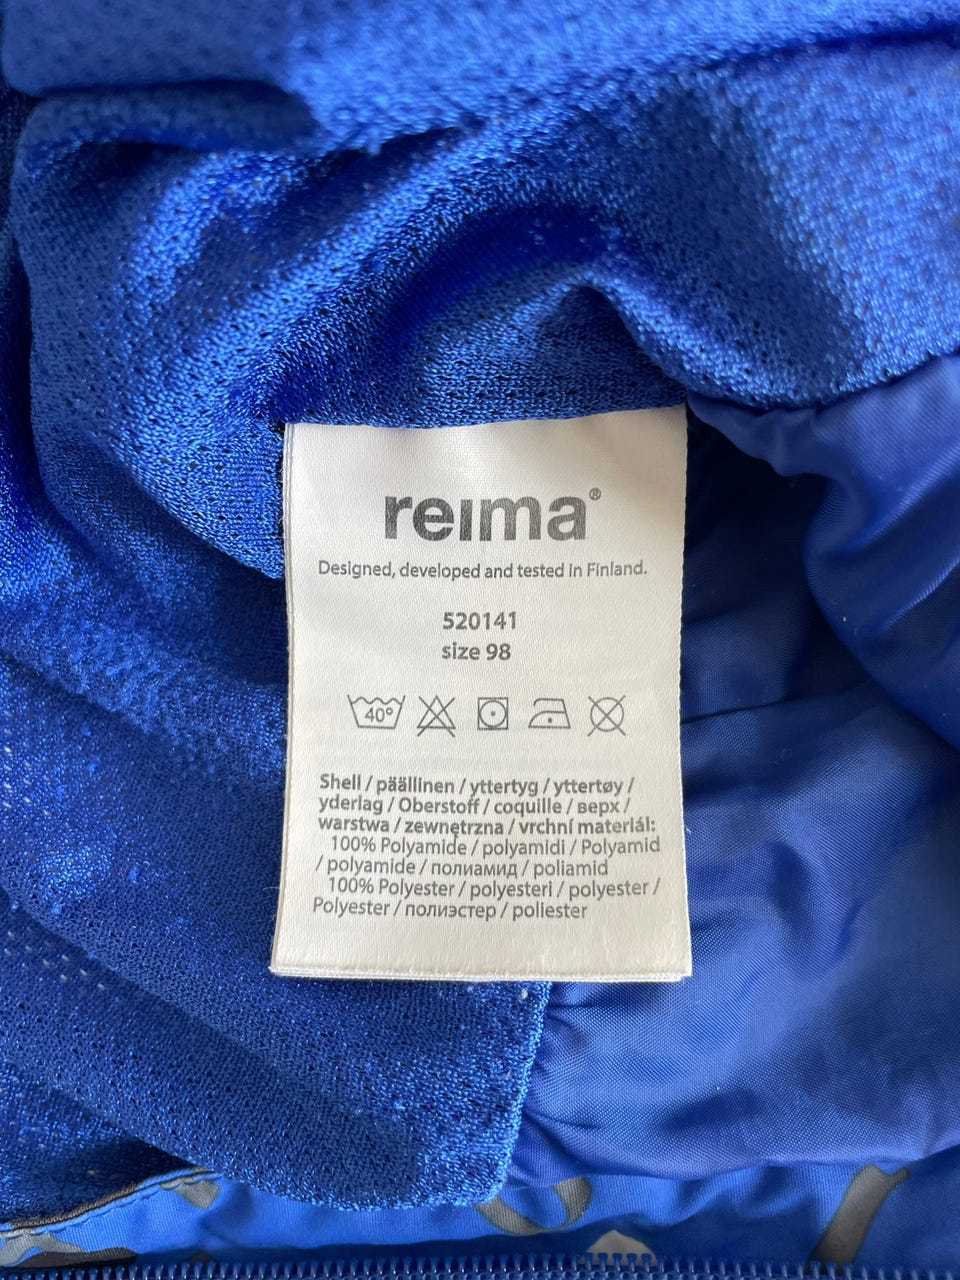 reima®
Designed, developed and tested in Finland.
520141
size 98
40°
Shell / päällinen / yttertyg / yttertøy /
yderlag / Oberstoff / coquille / верх /
warstwa / zewnętrzna / vrchní materiál:
100% Polyamide / polyamidi / Polyamid
/ polyamide / полиамид / poliamid
100% Polyester / polyesteri / polyester /
Polyester / полиэстер / poliester